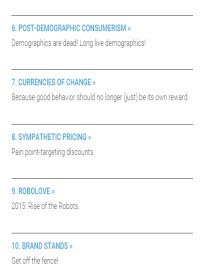 6. POST-DEMOGRAPHIC CONSUMERISM »
Demographics are dead! Long live demographics!
7. CURRENCIES OF CHANGE »
Because good behavior should no longer (just) be its own reward.
8. SYMPATHETIC PRICING »
Pain point-targeting discounts.
9. ROBOLOVE »
2015: Rise of the Robots.
10. BRAND STANDS »
Get off the fence!